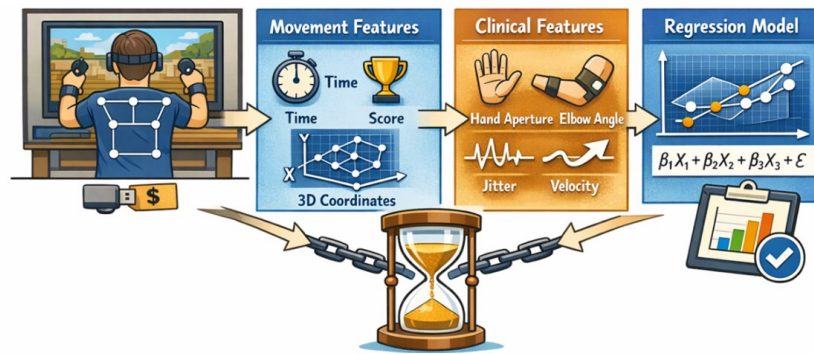 Movement Features
Time
Time
Score
Y
X
3D Coordinates
Clinical Features
Hand Aperture
Elbow Angle
Jitter
Velocity
Regression Model
β₁X₁ + β₂X₂ + β₃X₃ + ε
$